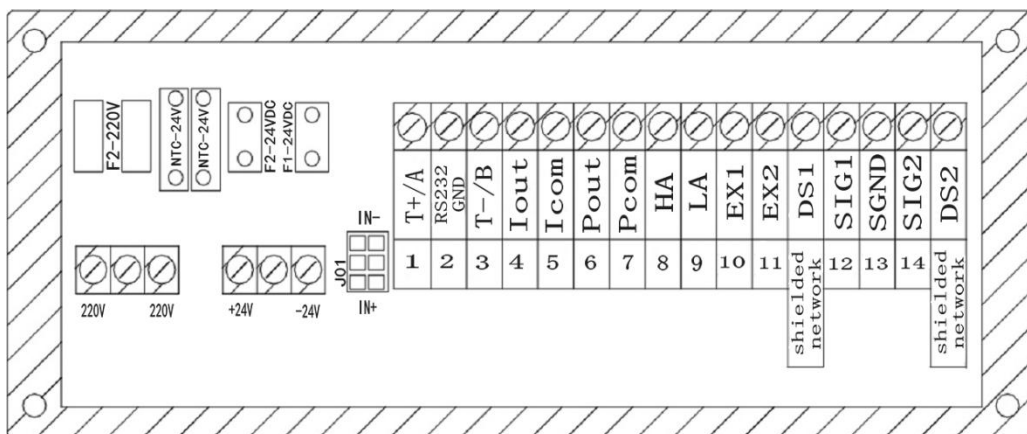 F2-220V
NTC-24V
NTC-24V
F2-24VDC
F1-24VDC
T+/A
RS232
GND
T-/B
Iout
Icom
Pout
Pcom
HA
LA
EX1
EX2
DS1
SIG1
SGND
SIG2
DS2
1
2
3
4
5
6
7
8
9
10
11
12
13
14
shielded
network
shielded
network
IN-
J01
IN+
220V
220V
+24V
-24V